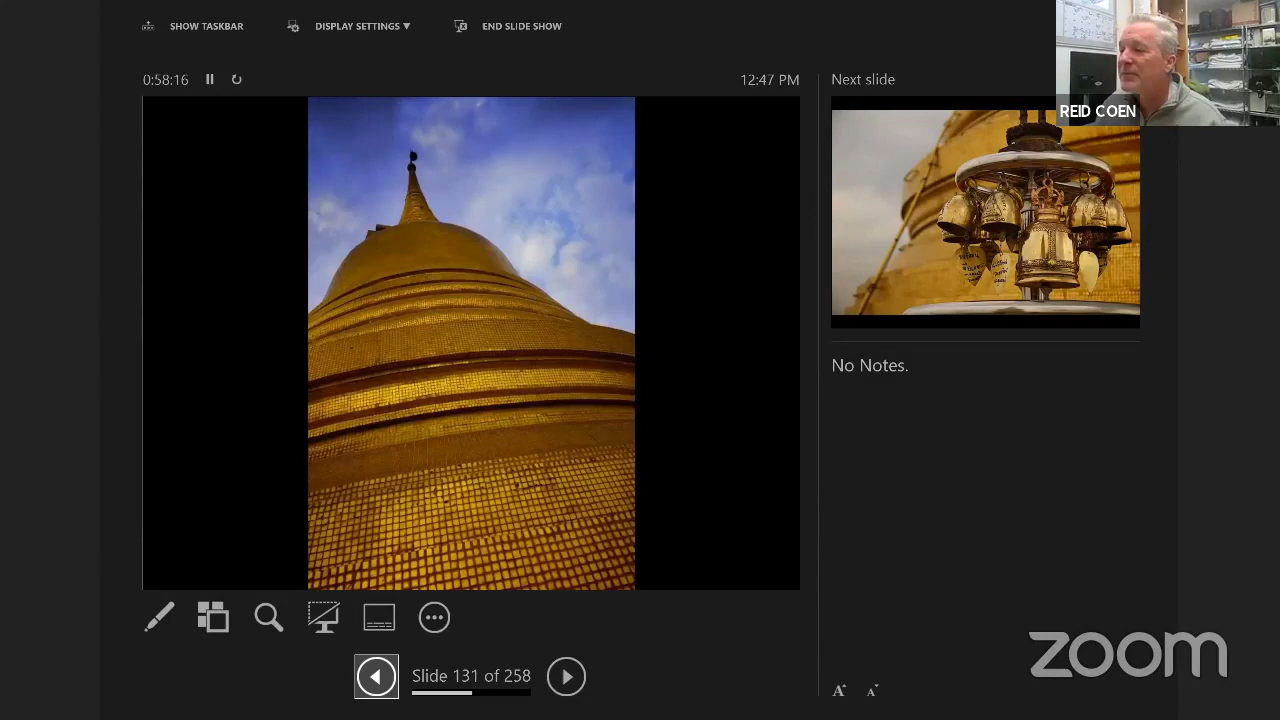 SHOW TASKBAR
DISPLAY SETTINGS ▼
END SLIDE SHOW
0:58:16
12:47 PM
Next slide
REID COEN
No Notes.
Slide 131 of 258
A A
zoom